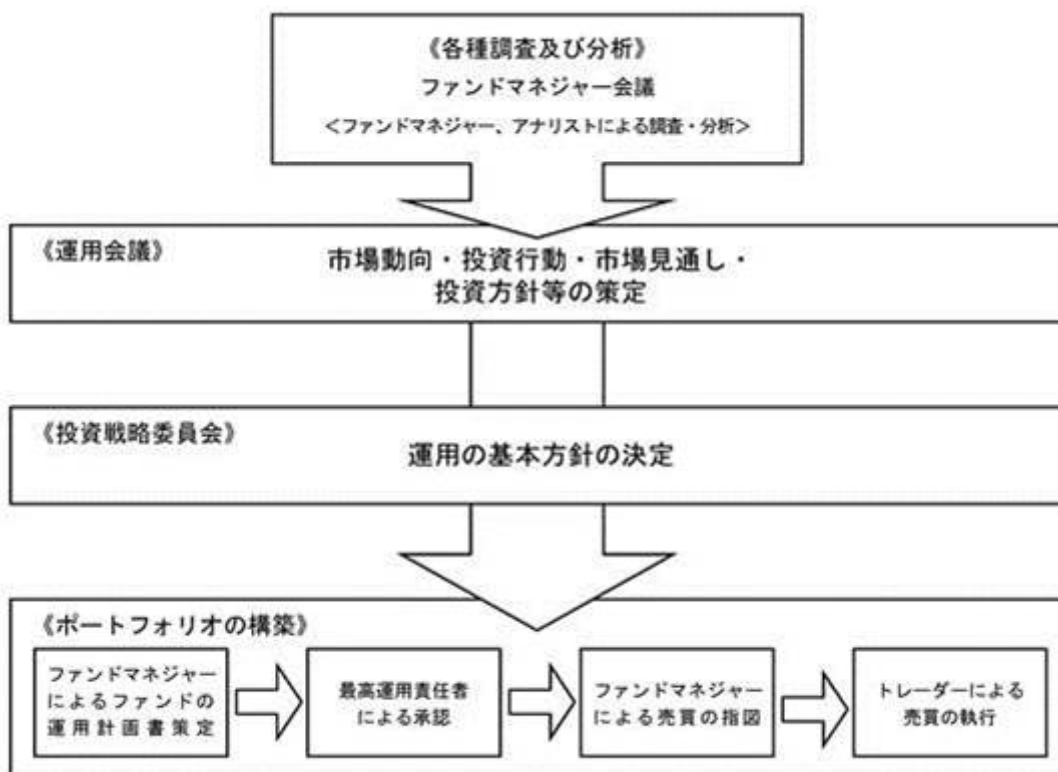 《各種調査及び分析》
ファンドマネジャー会議
＜ファンドマネジャー、アナリストによる調査・分析＞
《運用会議》
市場動向・投資行動・市場見通し・
投資方針等の策定
《投資戦略委員会》
運用の基本方針の決定
《ポートフォリオの構築》
ファンドマネジャー
によるファンドの
運用計画書策定
最高運用責任者
による承認
ファンドマネジャー
による売買の指図
トレーダーによる
売買の執行